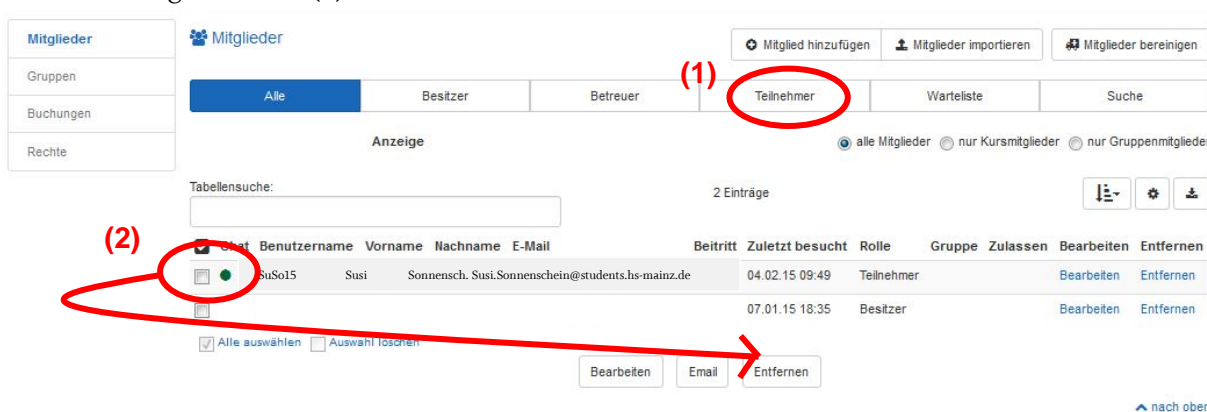 Mitglieder
Gruppen
Buchungen
Rechte
Mitglieder
Mitglied hinzufügen Mitglieder importieren Mitglieder bereinigen
(1)
Alle Besitzer Betreuer Teilnehmer Warteliste Suche
Anzeige alle Mitglieder nur Kursmitglieder nur Gruppenmitglieder
Tabellensuche:
2 Einträge
(2)
Chat Benutzername Vorname Nachname E-Mail Beitritt Zuletzt besucht Rolle Gruppe Zulassen Bearbeiten Entfernen
SuSo15 Susi Sonnensch. Susi.Sonnenschein@students.hs-mainz.de 04.02.15 09:49 Teilnehmer Bearbeiten Entfernen
07.01.15 18:35 Besitzer Bearbeiten Entfernen
Alle auswählen Auswahl löschen
Bearbeiten Email Entfernen
nach oben